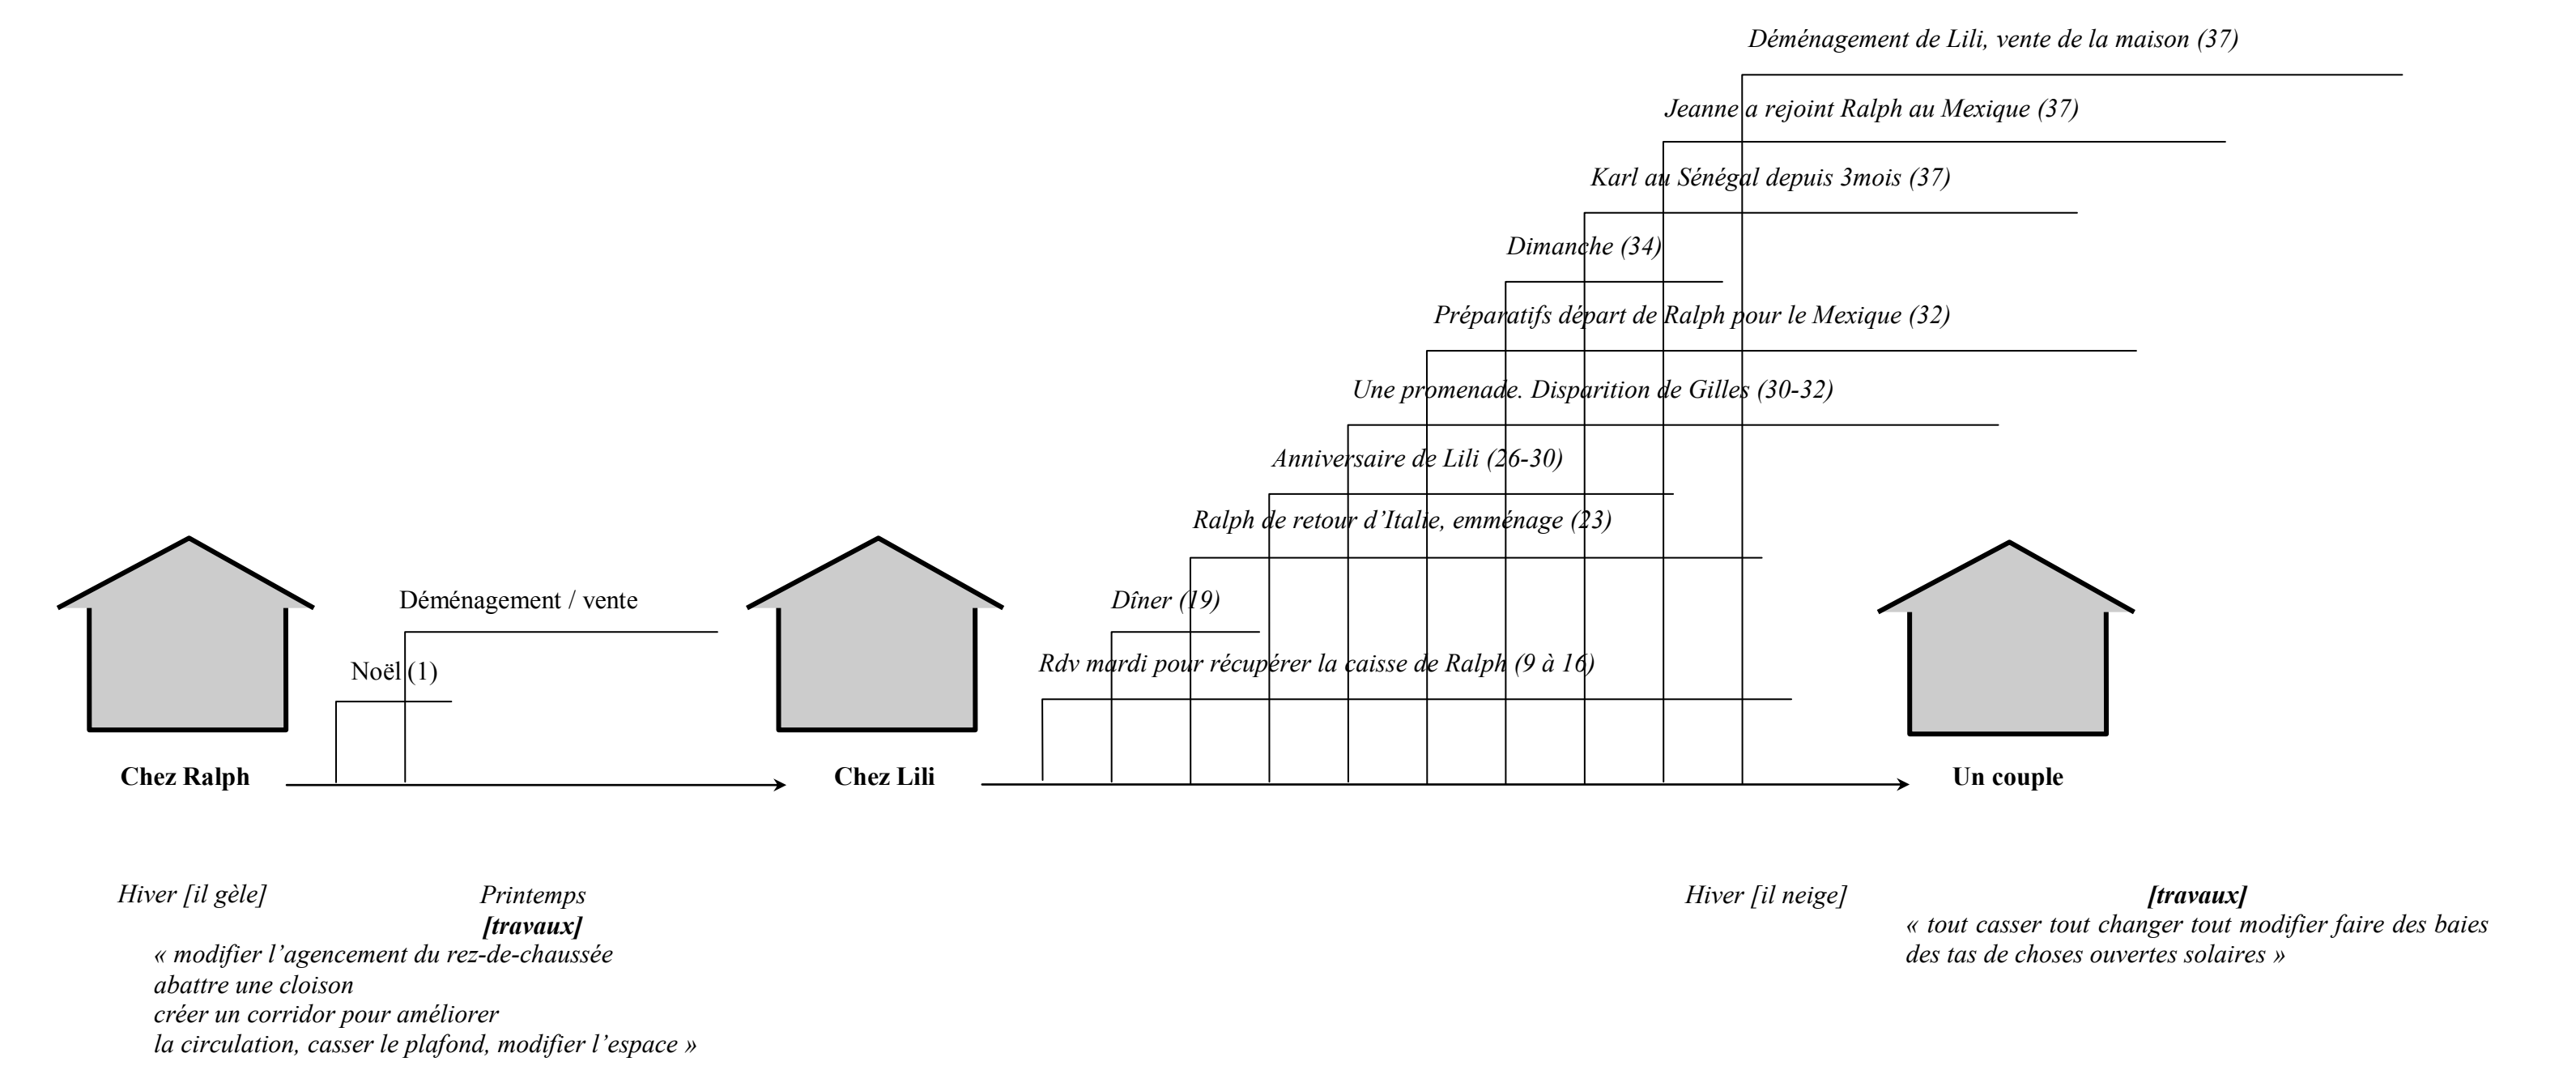 Déménagement de Lili, vente de la maison (37)
Jeanne a rejoint Ralph au Mexique (37)
Karl au Sénégal depuis 3mois (37)
Dimanche (34)
Préparatifs départ de Ralph pour le Mexique (32)
Une promenade. Disparition de Gilles (30-32)
Anniversaire de Lili (26-30)
Ralph de retour d’Italie, emménage (23)
Déménagement / vente
Dîner (19)
Noël (1)
Rdv mardi pour récupérer la caisse de Ralph (9 à 16)
Chez Ralph
Chez Lili
Un couple
Hiver [il gèle]
Printemps
[travaux]
« modifier l’agencement du rez-de-chaussée
abattre une cloison
créer un corridor pour améliorer
la circulation, casser le plafond, modifier l’espace »
Hiver [il neige]
[travaux]
« tout casser tout changer tout modifier faire des baies
des tas de choses ouvertes solaires »